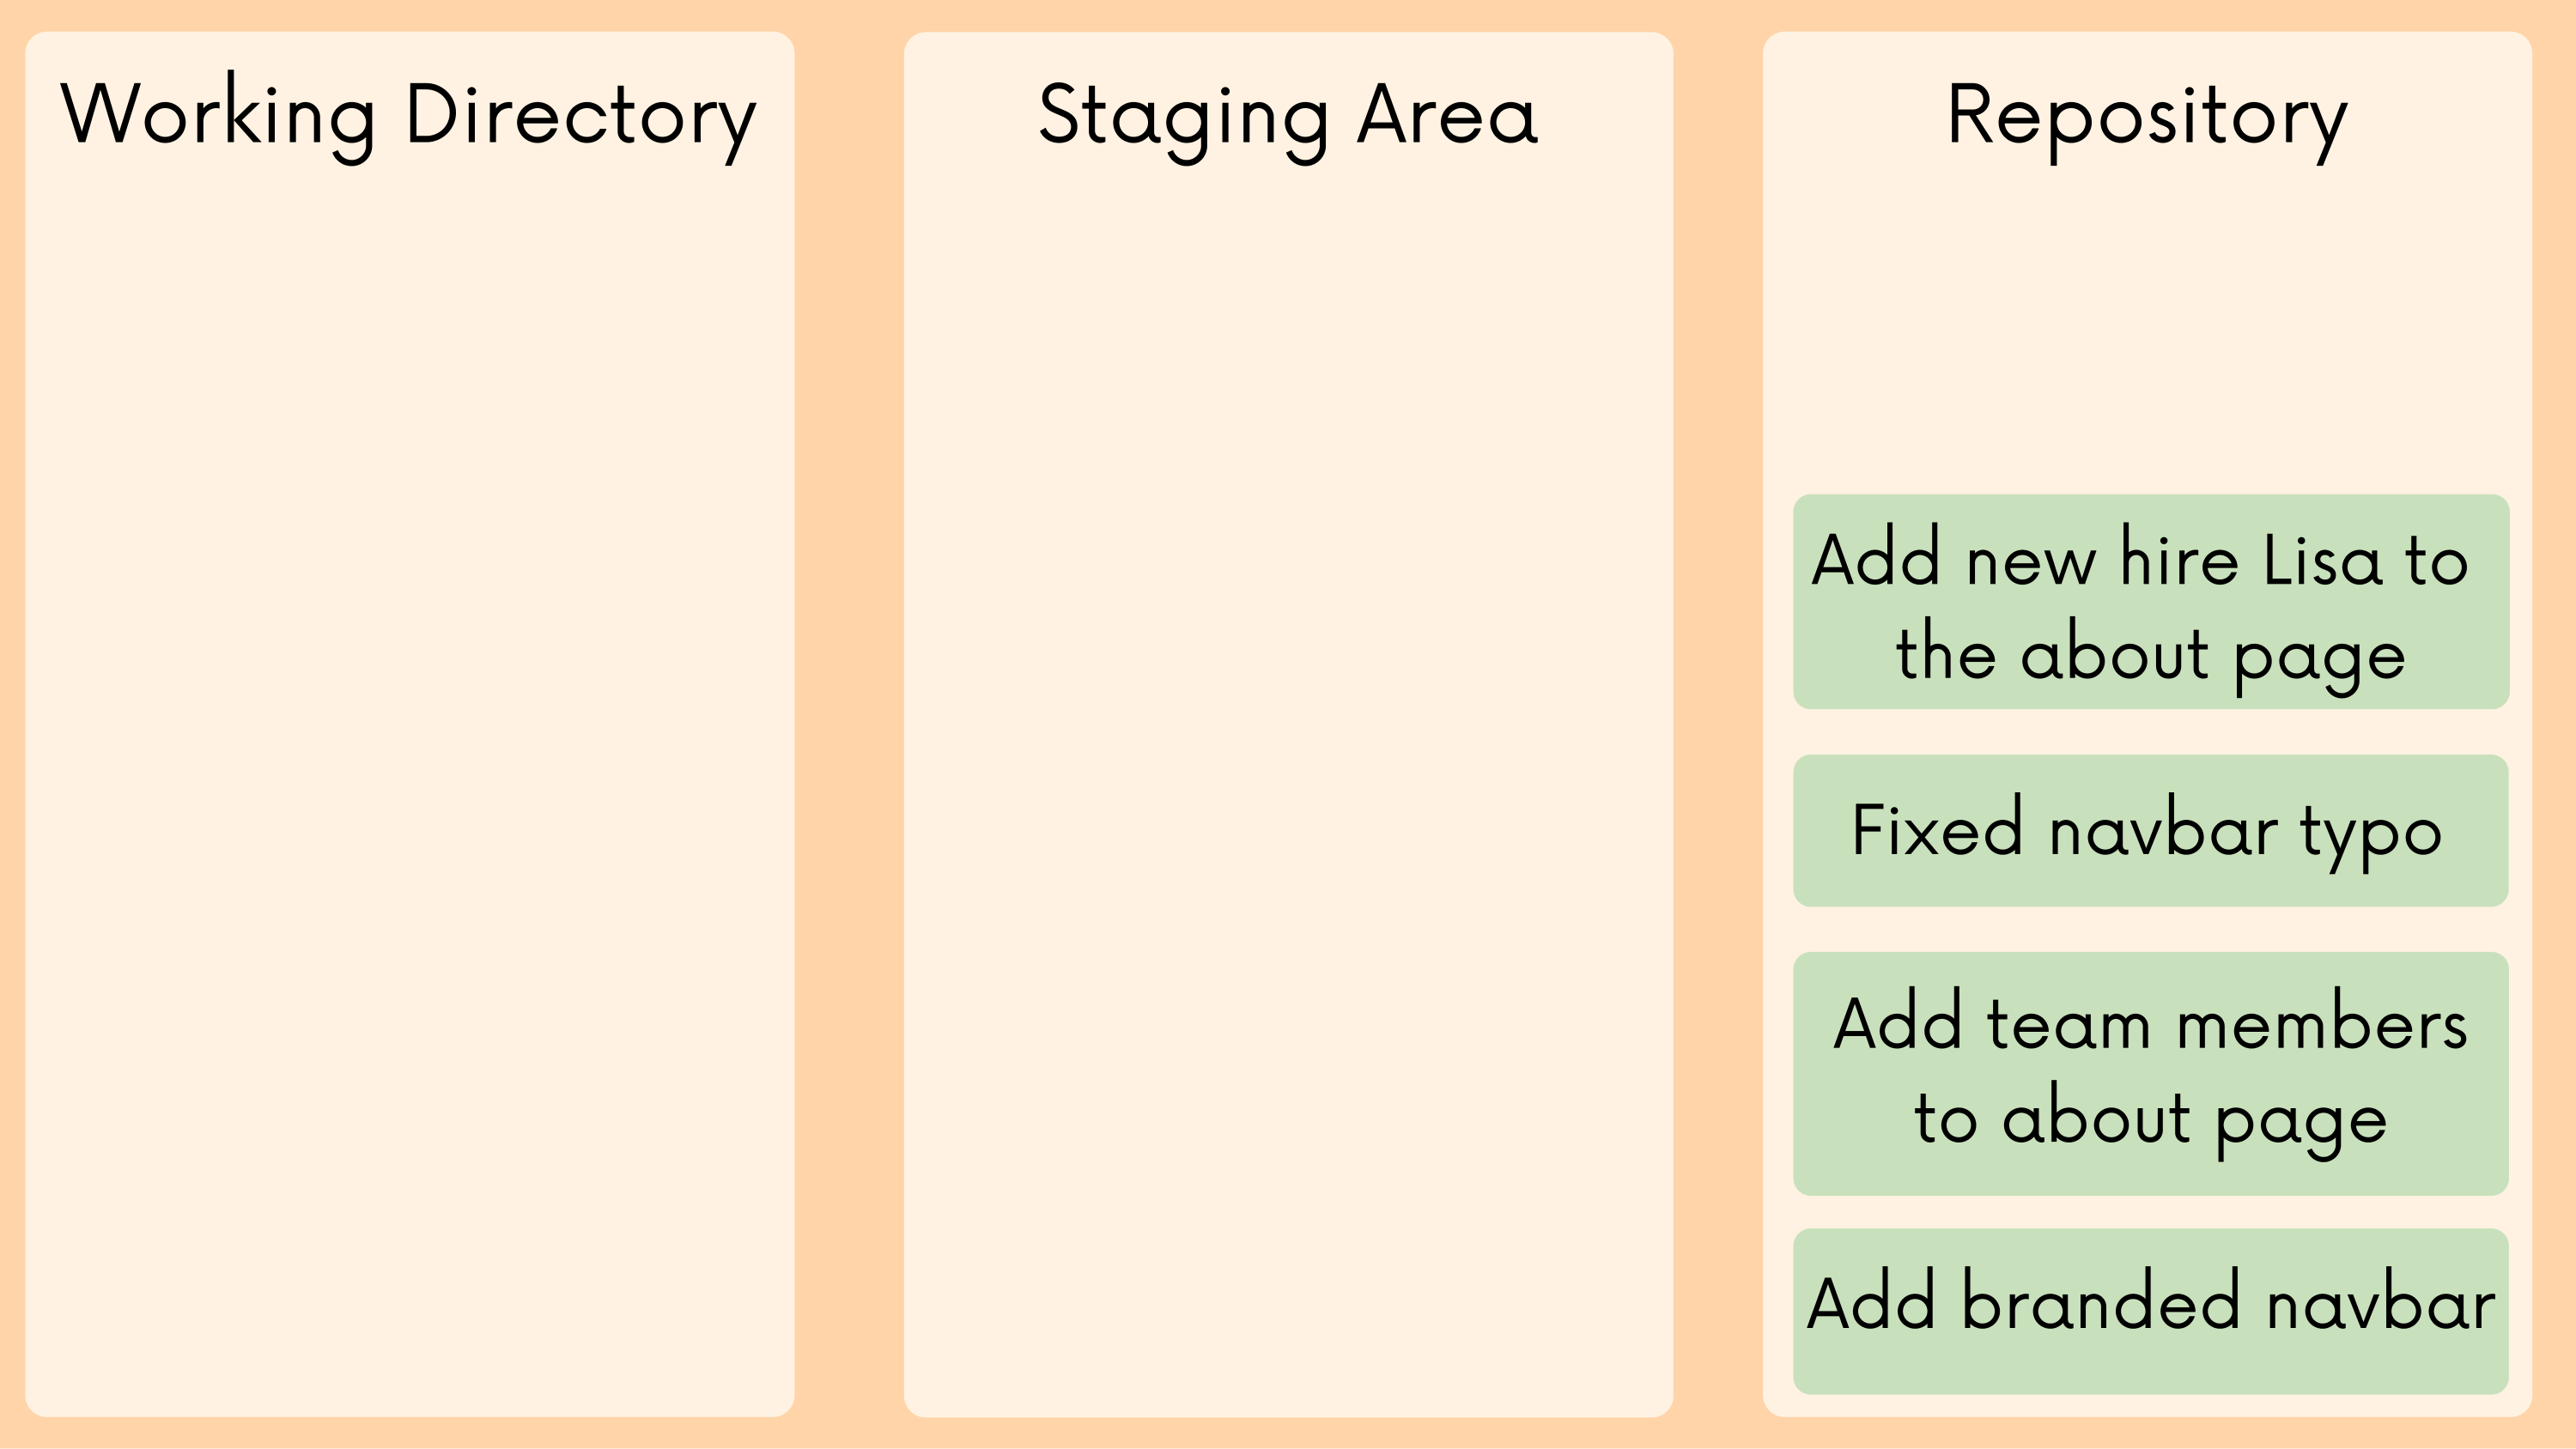 Working Directory
Staging Area
Repository
Add new hire Lisa to
the about page
Fixed navbar typo
Add team members
to about page
Add branded navbar